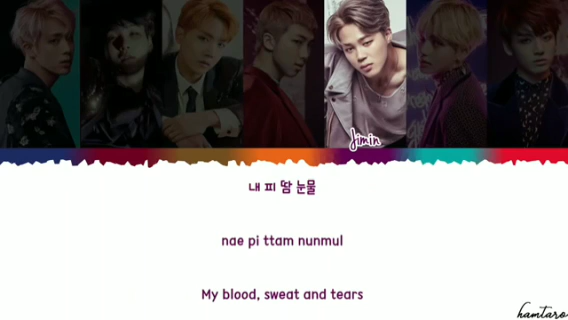 Jimin
내 피 땀 눈물
nae pi ttam nunmul
My blood, sweat and tears
hamtaro